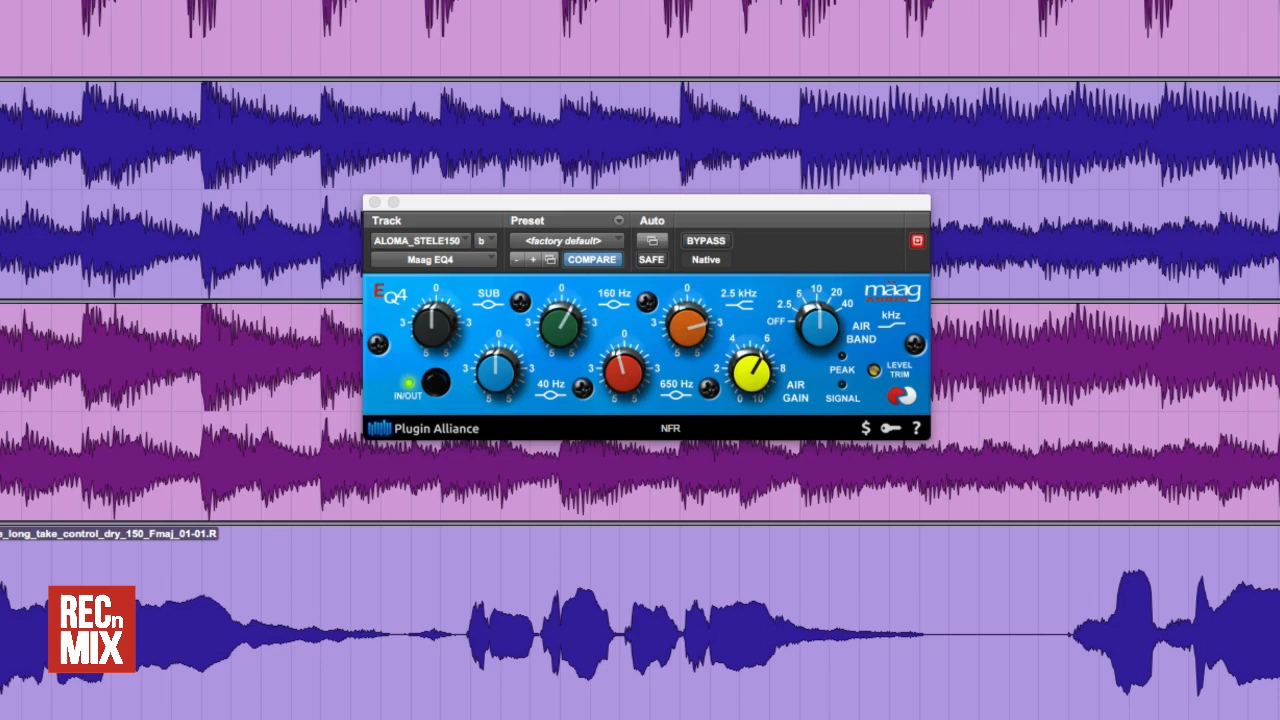 Track
Preset
Auto
ALOMA_STELE150
b
<factory default>
BYPASS
Maag EQ4
-
+
COMPARE
SAFE
Native
EQ4
0
SUB
0
160 Hz
0
2.5 kHz
5
10
20
2.5
40
mäag
AUDIO
kHz
3
3
3
3
3
OFF
AIR
BAND
5
5
0
5
5
0
5
5
4
6
3
3
3
3
2
8
PEAK
LEVEL
TRIM
IN/OUT
5
5
40 Hz
5
5
650 Hz
0
10
AIR
GAIN
SIGNAL
Plugin Alliance
NFR
$
?
e_long_take_control_dry_150_Fmaj_01-01.R
RECn
MIX